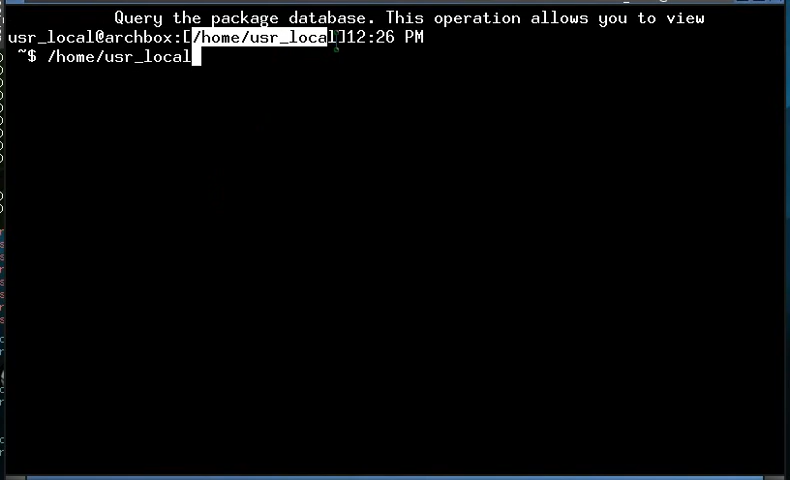 Query the package database. This operation allows you to view
usr_local@archbox:[/home/usr_local]12:26 PM
~$ /home/usr_local